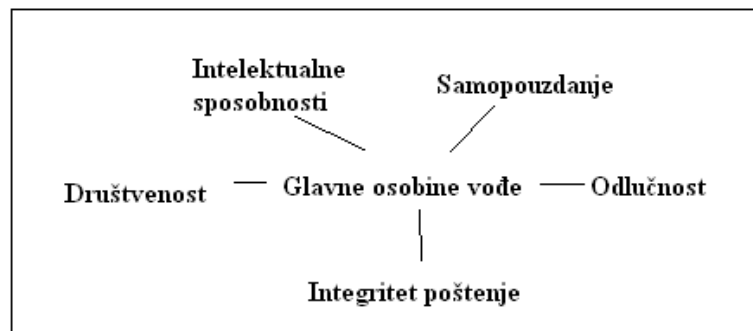 Intelektualne
sposobnosti
Samopouzdanje
Društvenost
Glavne osobine vođe
Odlučnost
Integritet poštenje